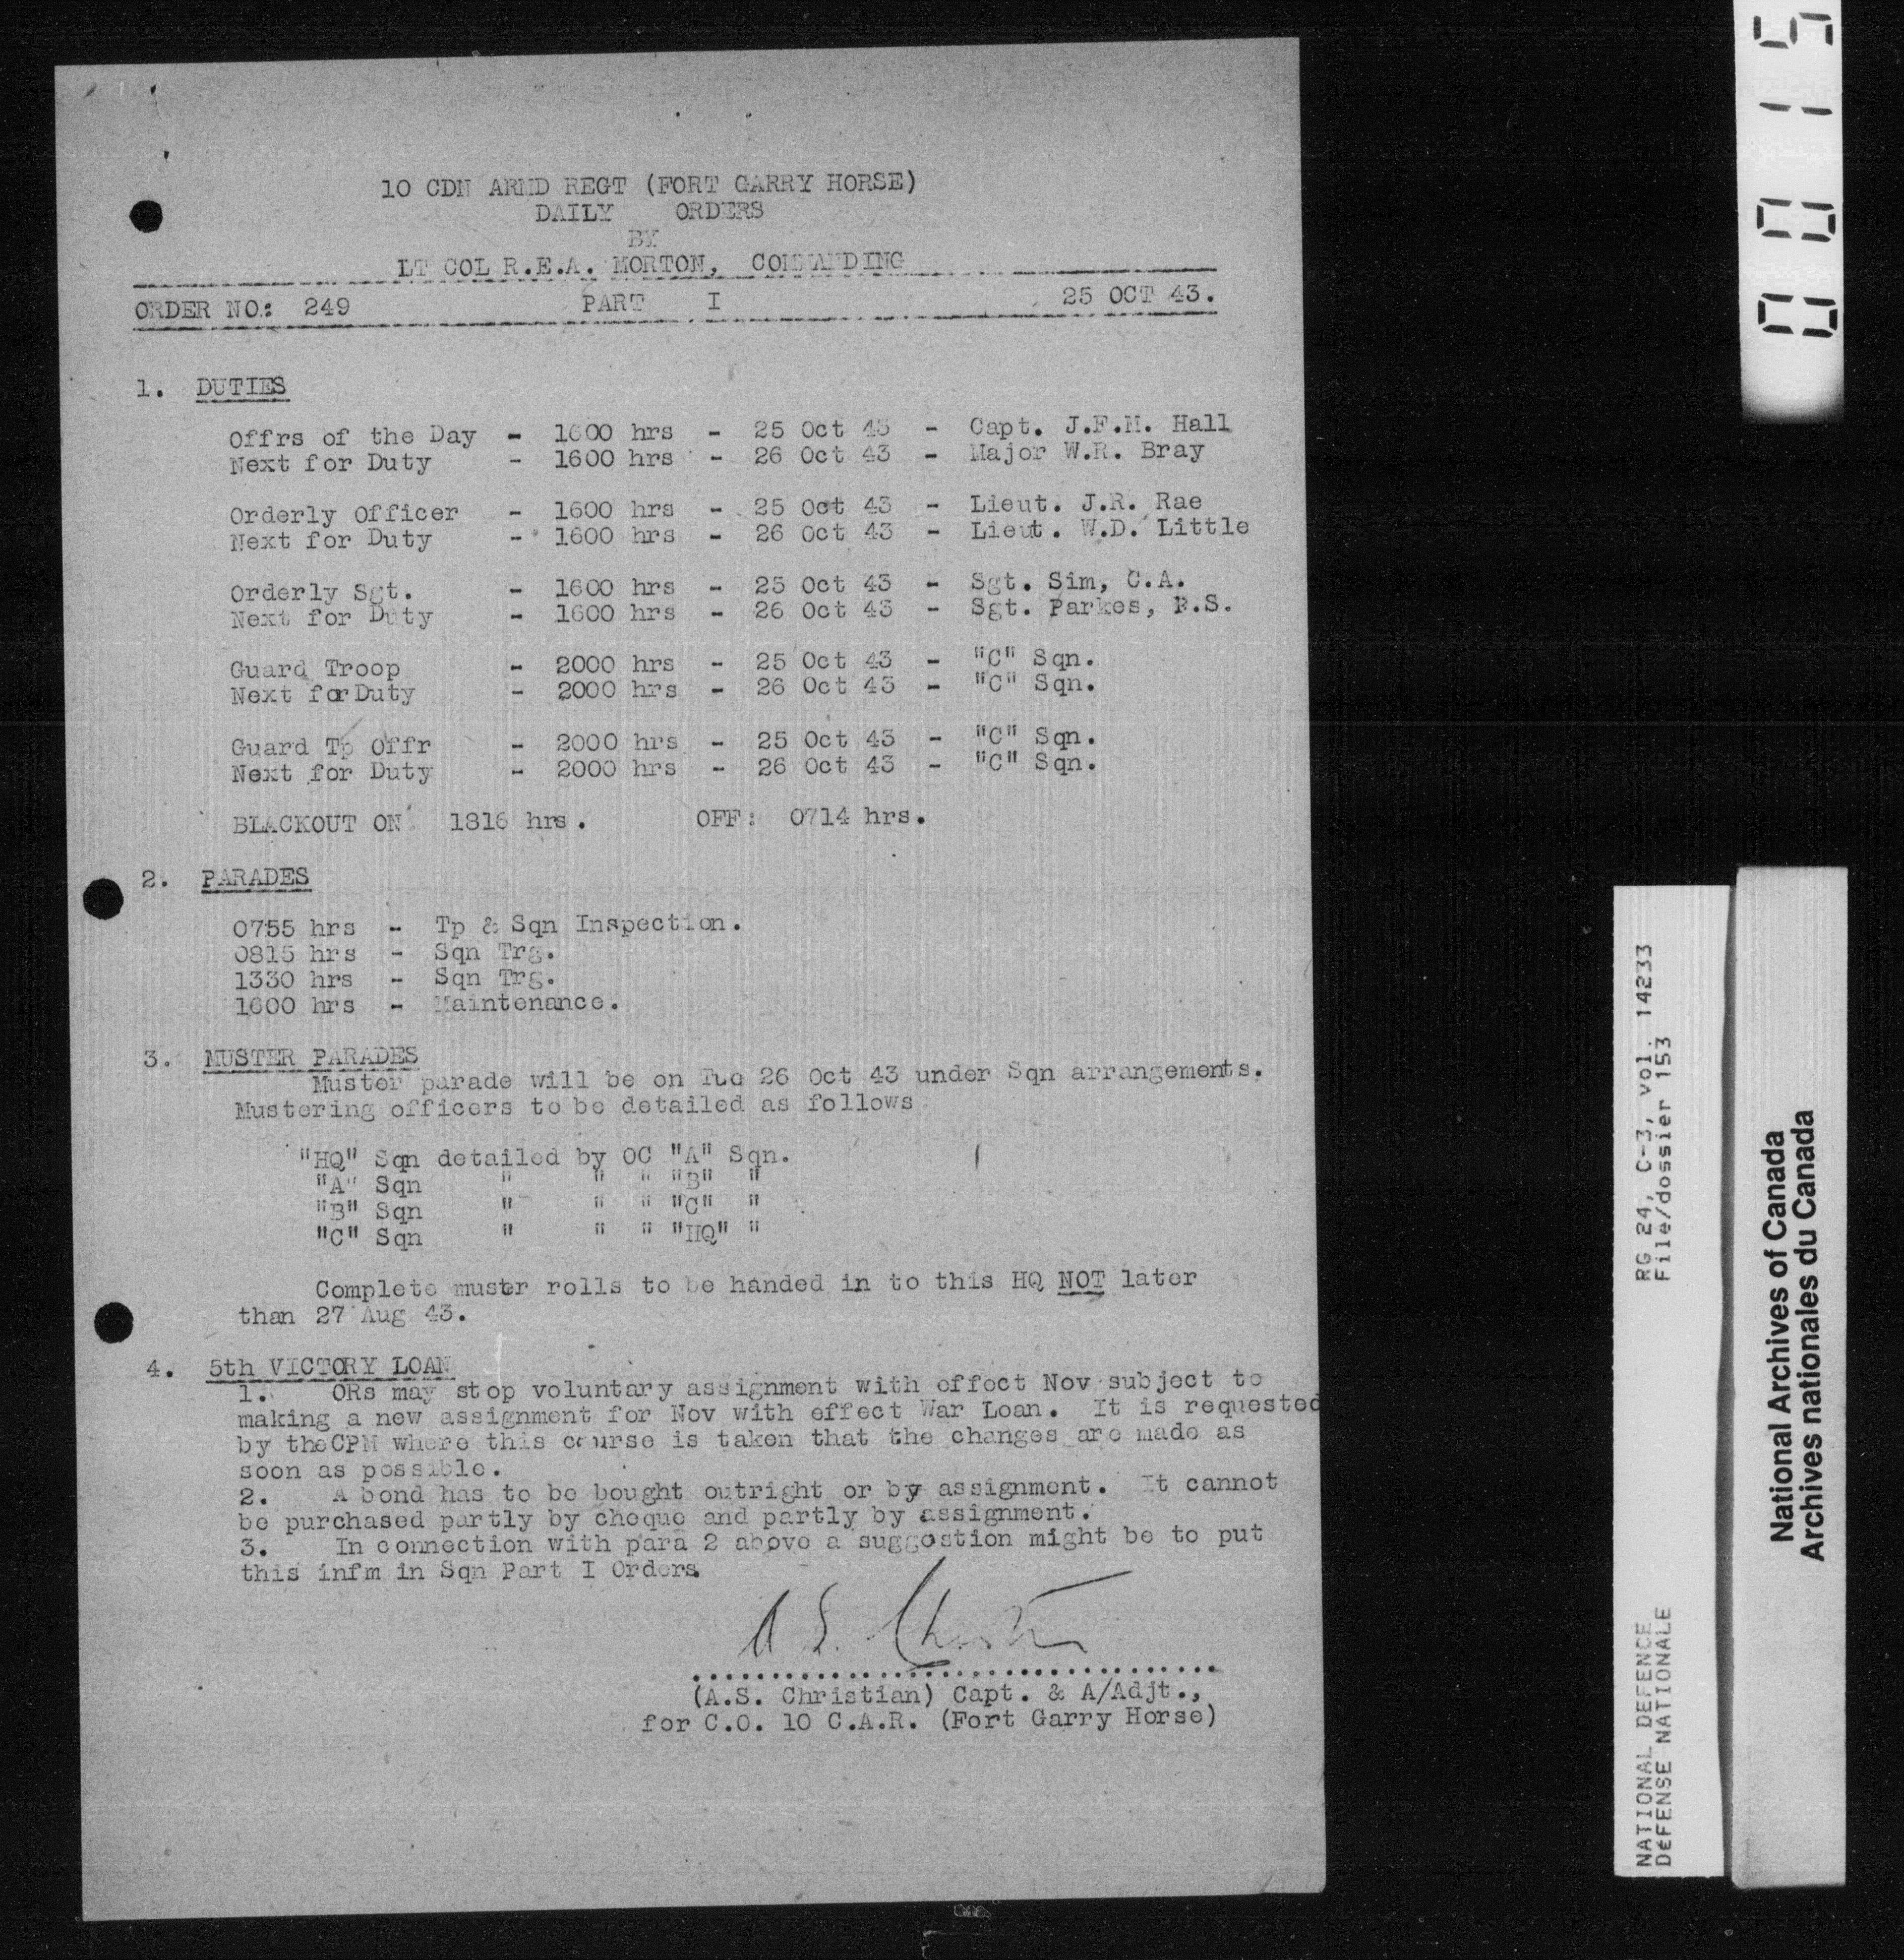 10 CDN ARMD REGT (FORT GARRY HORSE)
DAILY ORDERS
BY
LT COL R.E.A. MORTON, COMMANDING
ORDER NO: 249 PART I 25 OCT 43.
1. DUTIES
Offrs of the Day - 1600 hrs - 25 Oct 43 - Capt. J.F.M. Hall
Next for Duty - 1600 hrs - 26 Oct 43 - Major W.R. Bray
Orderly Officer - 1600 hrs - 25 Oct 43 - Lieut. J.R. Rae
Next for Duty - 1600 hrs - 26 Oct 43 - Lieut. W.D. Little
Orderly Sgt. - 1600 hrs - 25 Oct 43 - Sgt. Sim, C.A.
Next for Duty - 1600 hrs - 26 Oct 43 - Sgt. Parkes, F.S.
Guard Troop - 2000 hrs - 25 Oct 43 - "C" Sqn.
Next for Duty - 2000 hrs - 26 Oct 43 - "C" Sqn.
Guard Tp Offr - 2000 hrs - 25 Oct 43 - "C" Sqn.
Next for Duty - 2000 hrs - 26 Oct 43 - "C" Sqn.
BLACKOUT ON 1816 hrs. OFF: 0714 hrs.
2. PARADES
0755 hrs - Tp & Sqn Inspection.
0815 hrs - Sqn Trg.
1330 hrs - Sqn Trg.
1600 hrs - Maintenance.
3. MUSTER PARADES
Muster parade will be on Tue 26 Oct 43 under Sqn arrangements.
Mustering officers to be detailed as follows:
"HQ" Sqn detailed by OC "A" Sqn.
"A" Sqn " " " "B" "
"B" Sqn " " " "C" "
"C" Sqn " " " "HQ" "
Complete mustr rolls to be handed in to this HQ NOT later
than 27 Aug 43.
4. 5th VICTORY LOAN
1. ORs may stop voluntary assignment with effect Nov subject to
making a new assignment for Nov with effect War Loan. It is requested
by the CPM where this course is taken that the changes are made as
soon as possible.
2. A bond has to be bought outright or by assignment. It cannot
be purchased partly by cheque and partly by assignment.
3. In connection with para 2 above a suggestion might be to put
this infm in Sqn Part I Orders.
A S. Christian
(A.S. Christian) Capt. & A/Adjt.,
for C.O. 10 C.A.R. (Fort Garry Horse)
00015
NATIONAL DEFENCE RG 24, C-3, vol. 14233
DÉFENSE NATIONALE File/dossier 153
National Archives of Canada
Archives nationales du Canada